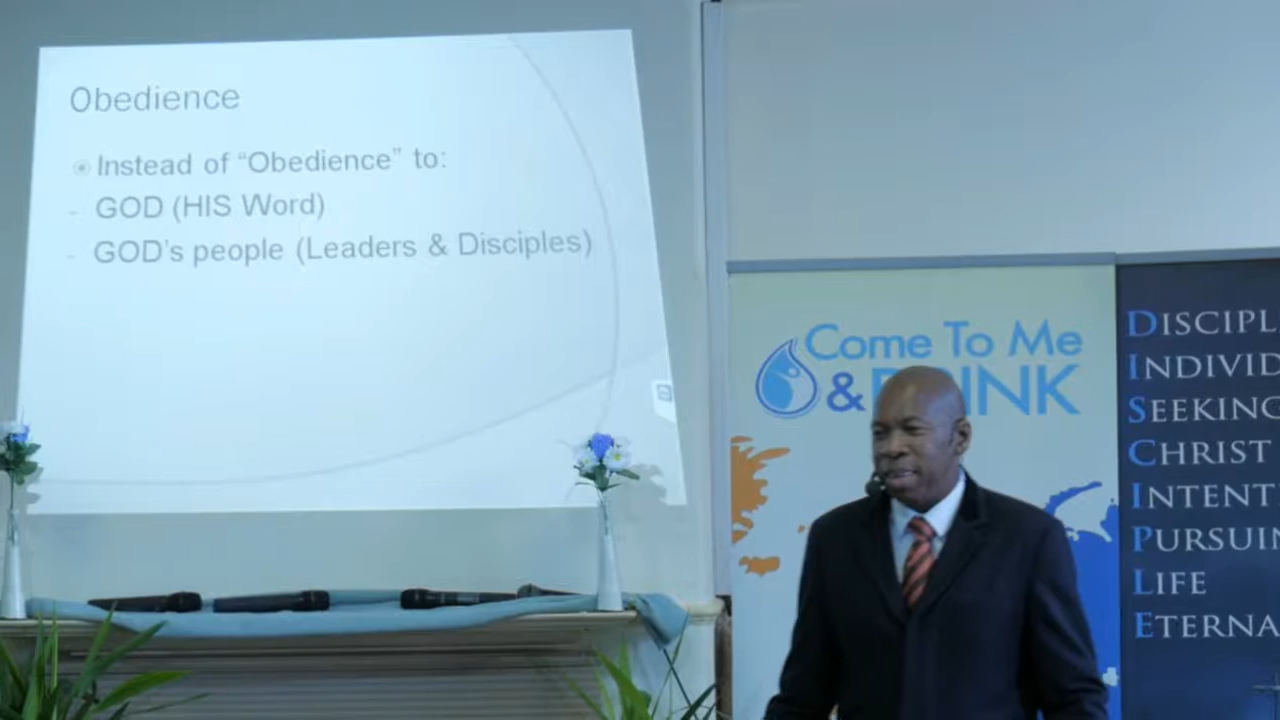 Obedience
Instead of “Obedience” to:
- GOD (HIS Word)
- GOD's people (Leaders & Disciples)
Come To Me
&
DISCIPL
INDIVID
SEEKING
CHRIST
INTENT
PURSUIN
LIFE
ETERNA